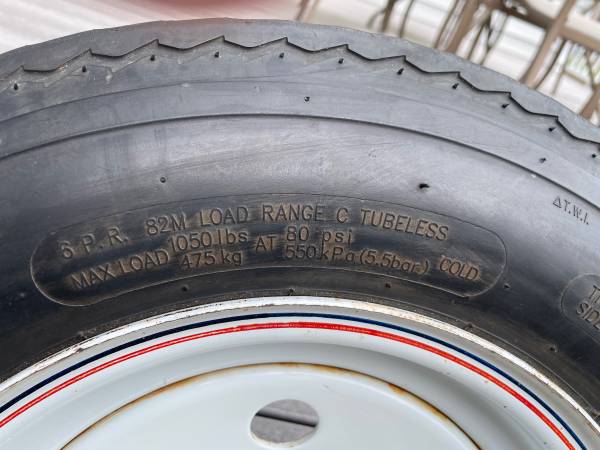 6 P.R. 82M LOAD RANGE C TUBELESS
MAX LOAD 1050 lbs AT 80 psi COLD
475 kg 550 kPa (5.5bar)
Δ T.W.I.
SIDE